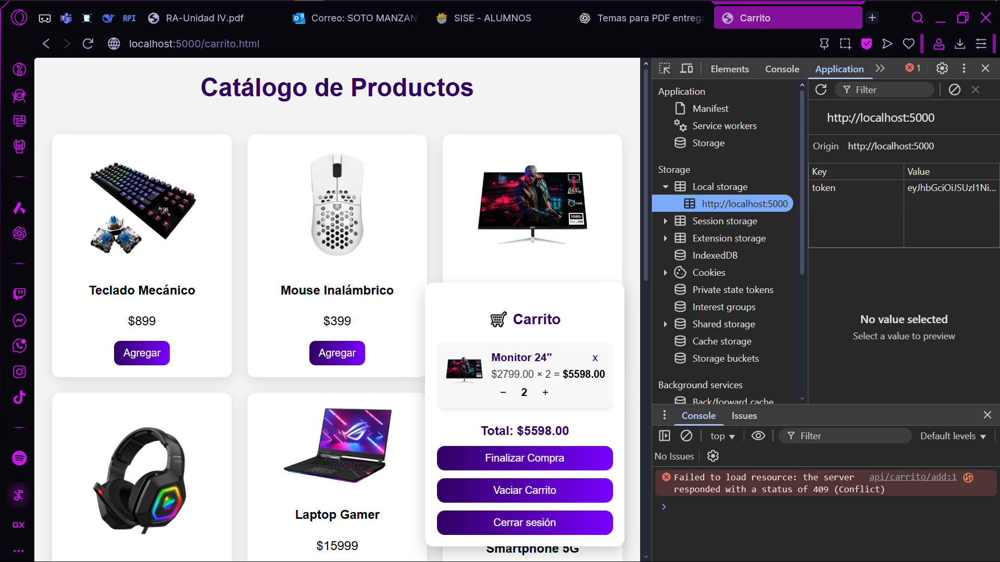 API
RA-Unidad IV.pdf
Correo: SOTO MANZAN
SISE - ALUMNOS
Temas para PDF entrega
Carrito
localhost:5000/carrito.html
GX
Catálogo de Productos
Teclado Mecánico
$899
Agregar
Mouse Inalámbrico
$399
Agregar
165Hz
1MS
1080P
FULLHD
Laptop Gamer
$15999
Smartphone 5G
Carrito
Monitor 24"
x
$2799.00 × 2 = $5598.00
− 2 +
Total: $5598.00
Finalizar Compra
Vaciar Carrito
Cerrar sesión
Elements
Console
Application
1
Application
Manifest
Service workers
Storage
Storage
Local storage
http://localhost:5000
Session storage
Extension storage
IndexedDB
Cookies
Private state tokens
Interest groups
Shared storage
Cache storage
Storage buckets
Background services
Back/forward cache
Filter
http://localhost:5000
Origin http://localhost:5000
Key Value
token eyJhbGciOiJSUzI1Ni...
No value selected
Select a value to preview
Console
Issues
top
Filter
Default levels
No Issues
Failed to load resource: the server api/carrito/add:1
responded with a status of 409 (Conflict)